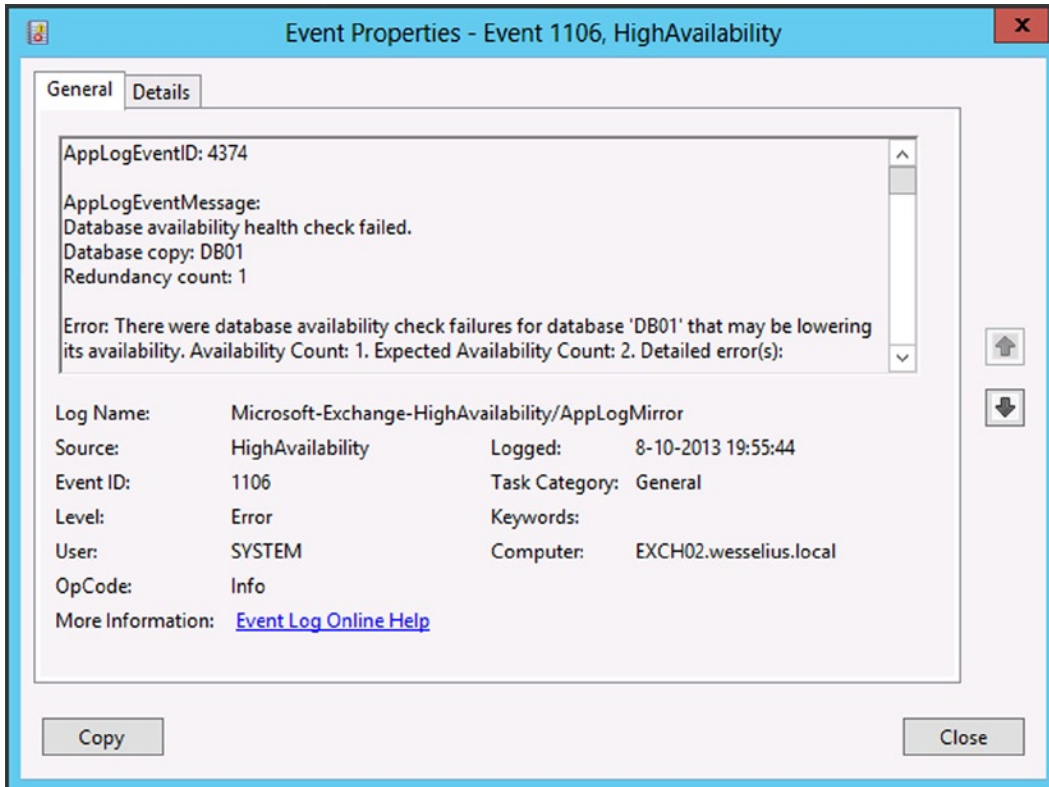 Event Properties - Event 1106, HighAvailability
x
General Details
AppLogEventID: 4374
AppLogEventMessage:
Database availability health check failed.
Database copy: DB01
Redundancy count: 1
Error: There were database availability check failures for database 'DB01' that may be lowering
its availability. Availability Count: 1. Expected Availability Count: 2. Detailed error(s):
Log Name: Microsoft-Exchange-HighAvailability/AppLogMirror
Source: HighAvailability Logged: 8-10-2013 19:55:44
Event ID: 1106 Task Category: General
Level: Error Keywords:
User: SYSTEM Computer: EXCH02.wesselius.local
OpCode: Info
More Information: Event Log Online Help
Copy Close